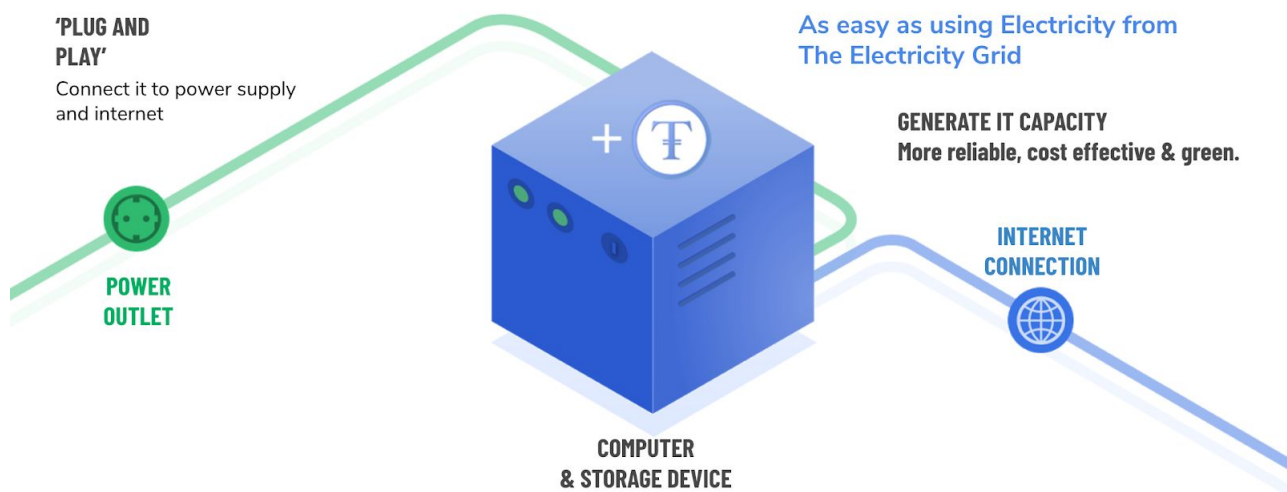 ‘PLUG AND
PLAY’
Connect it to power supply
and internet
As easy as using Electricity from
The Electricity Grid
GENERATE IT CAPACITY
More reliable, cost effective & green.
+ T
POWER
OUTLET
INTERNET
CONNECTION
COMPUTER
& STORAGE DEVICE